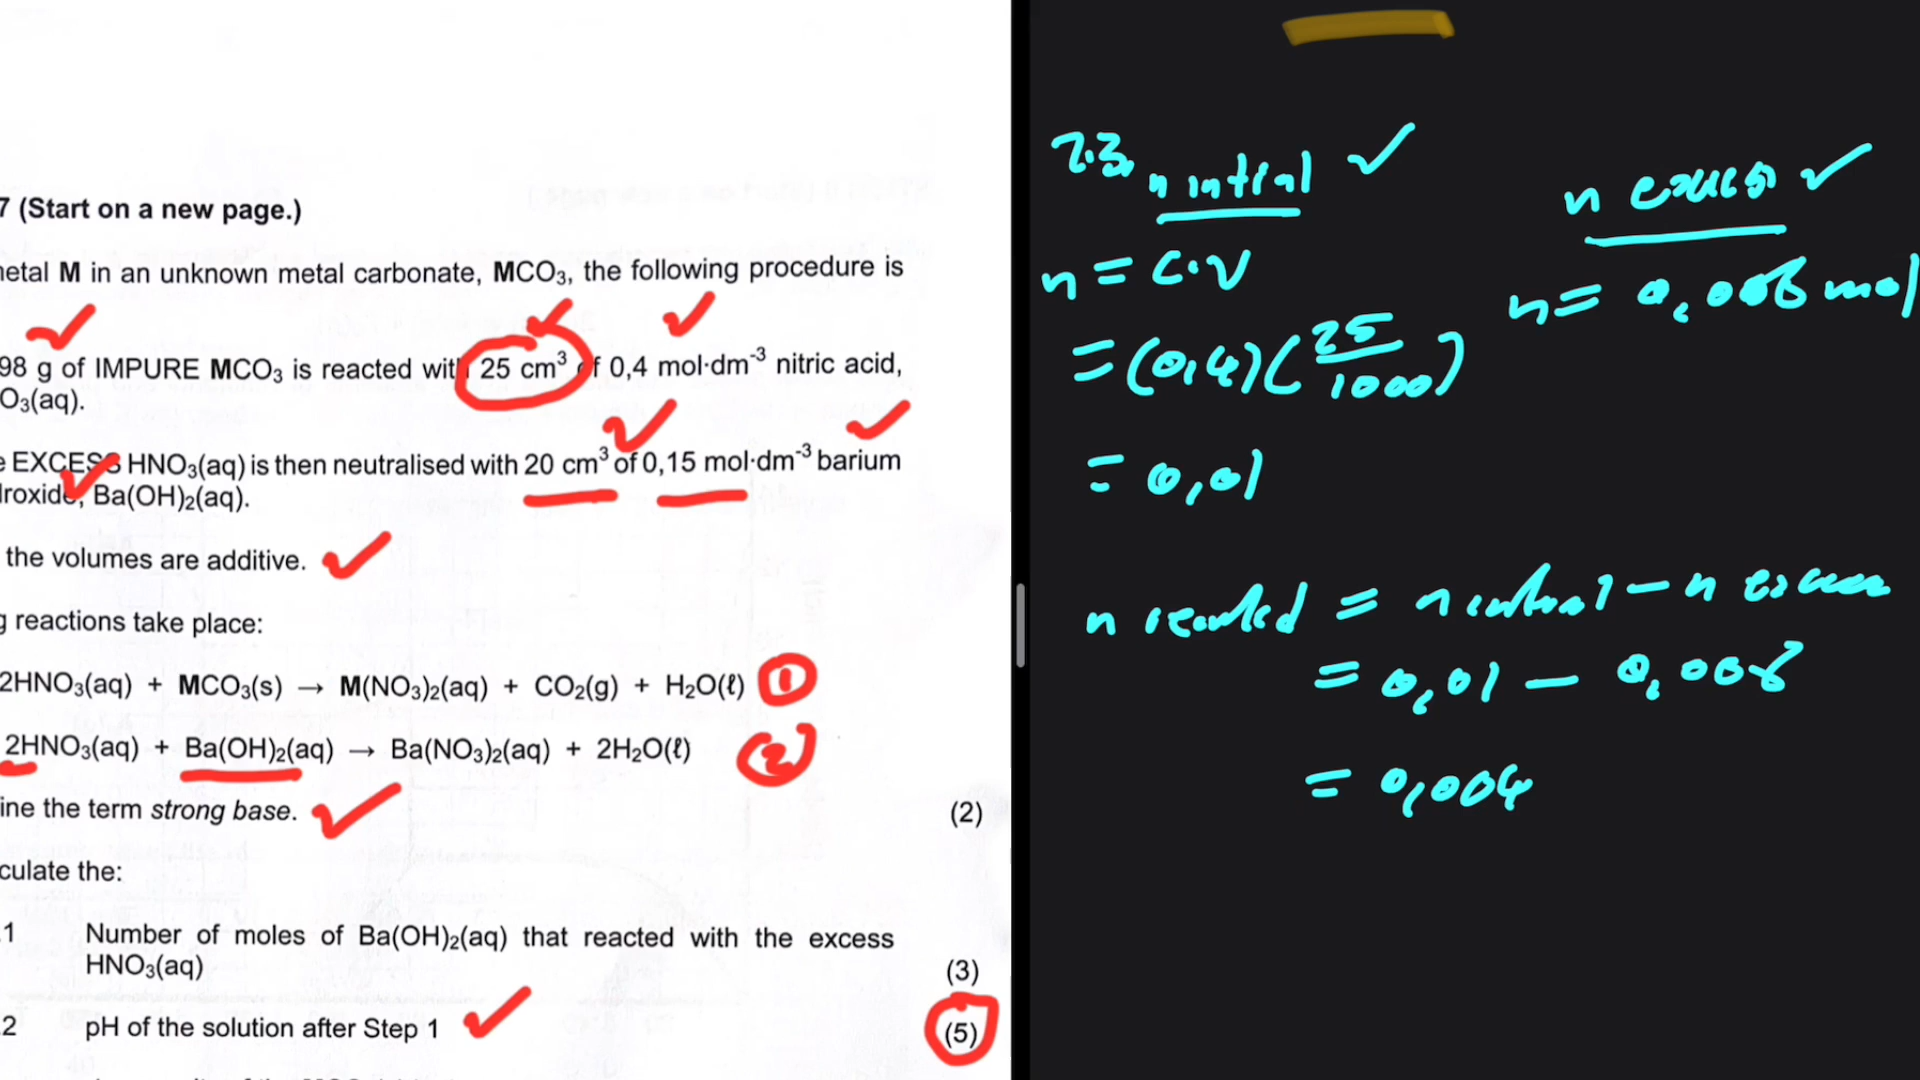 7 (Start on a new page.)
etal M in an unknown metal carbonate, MCO₃, the following procedure is
98 g of IMPURE MCO₃ is reacted with 25 cm³ of 0,4 mol·dm⁻³ nitric acid,
O₃(aq).
e EXCESS HNO₃(aq) is then neutralised with 20 cm³ of 0,15 mol·dm⁻³ barium
droxide, Ba(OH)₂(aq).
the volumes are additive.
g reactions take place:
2HNO₃(aq) + MCO₃(s) → M(NO₃)₂(aq) + CO₂(g) + H₂O(ℓ) 1
2HNO₃(aq) + Ba(OH)₂(aq) → Ba(NO₃)₂(aq) + 2H₂O(ℓ) 2
ine the term strong base. (2)
culate the:
.1 Number of moles of Ba(OH)₂(aq) that reacted with the excess
HNO₃(aq) (3)
.2 pH of the solution after Step 1 (5)
7.3.
n initial
n = c·v
= (0,4)(25/1000)
= 0,01
n excess
n = 0,006 mol
n reacted = n initial - n excess
= 0,01 - 0,006
= 0,004